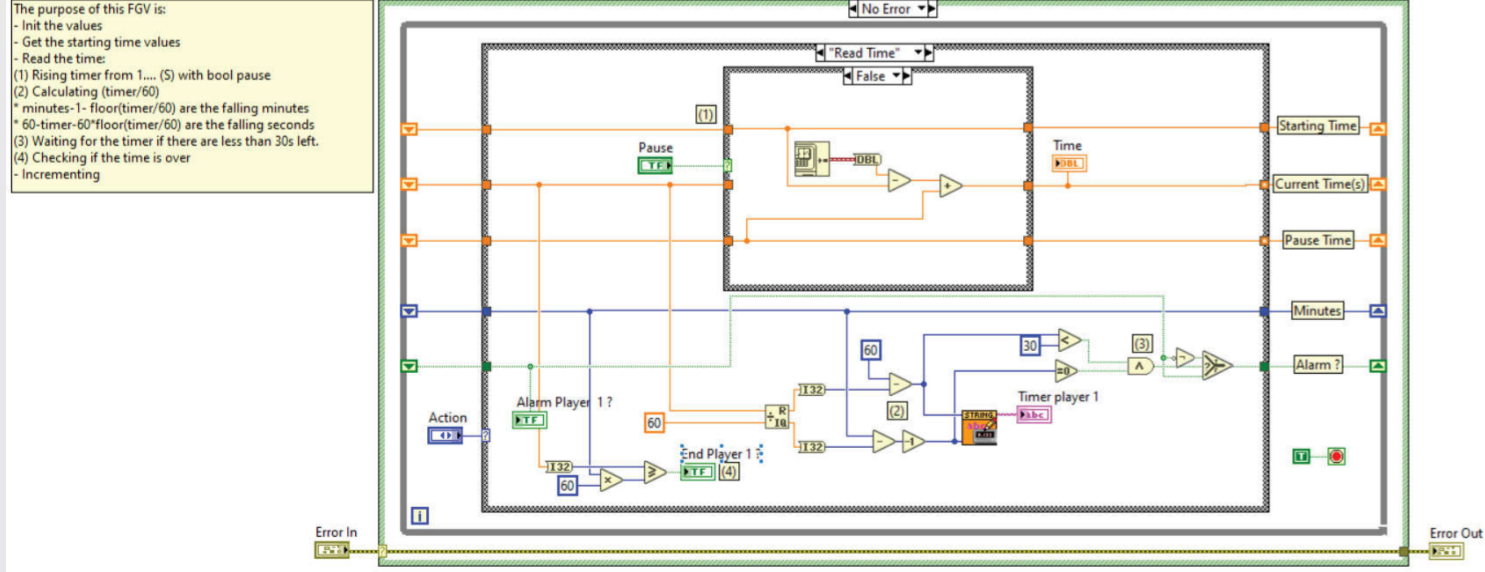 The purpose of this FGV is:
- Init the values
- Get the starting time values
- Read the time:
(1) Rising timer from 1.... (S) with bool pause
(2) Calculating (timer/60)
* minutes-1- floor(timer/60) are the falling minutes
* 60-timer-60*floor(timer/60) are the falling seconds
(3) Waiting for the timer if there are less than 30s left.
(4) Checking if the time is over
- Incrementing
No Error
"Read Time"
False
(1)
Pause
TF
DBL
Time
DBL
Starting Time
Current Time(s)
Pause Time
Minutes
Alarm ?
60
30
(3)
=0
Alarm Player 1 ?
TF
Action
60
R
IQ
I32
I32
(2)
-1
STRING
abc
Timer player 1
abc
End Player 1 ?
TF
(4)
I32
60
T
i
Error In
Error Out